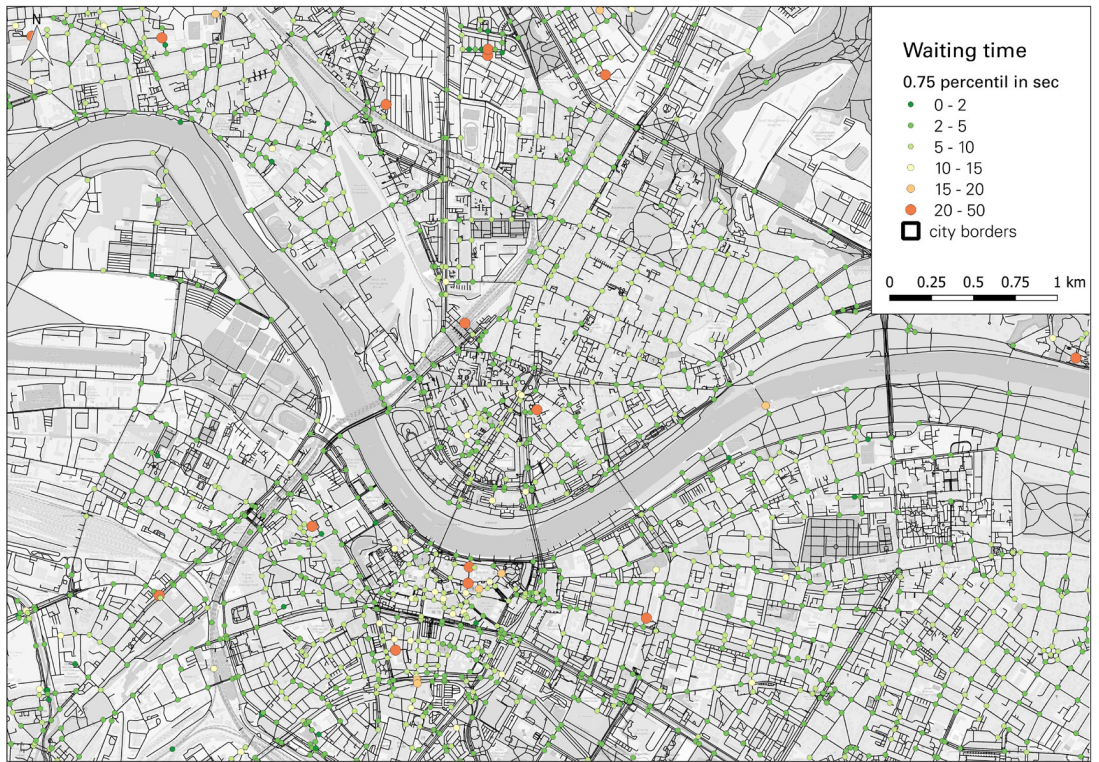 N
Waiting time
0.75 percentil in sec
0 - 2
2 - 5
5 - 10
10 - 15
15 - 20
20 - 50
city borders
0 0.25 0.50 0.75 1 km